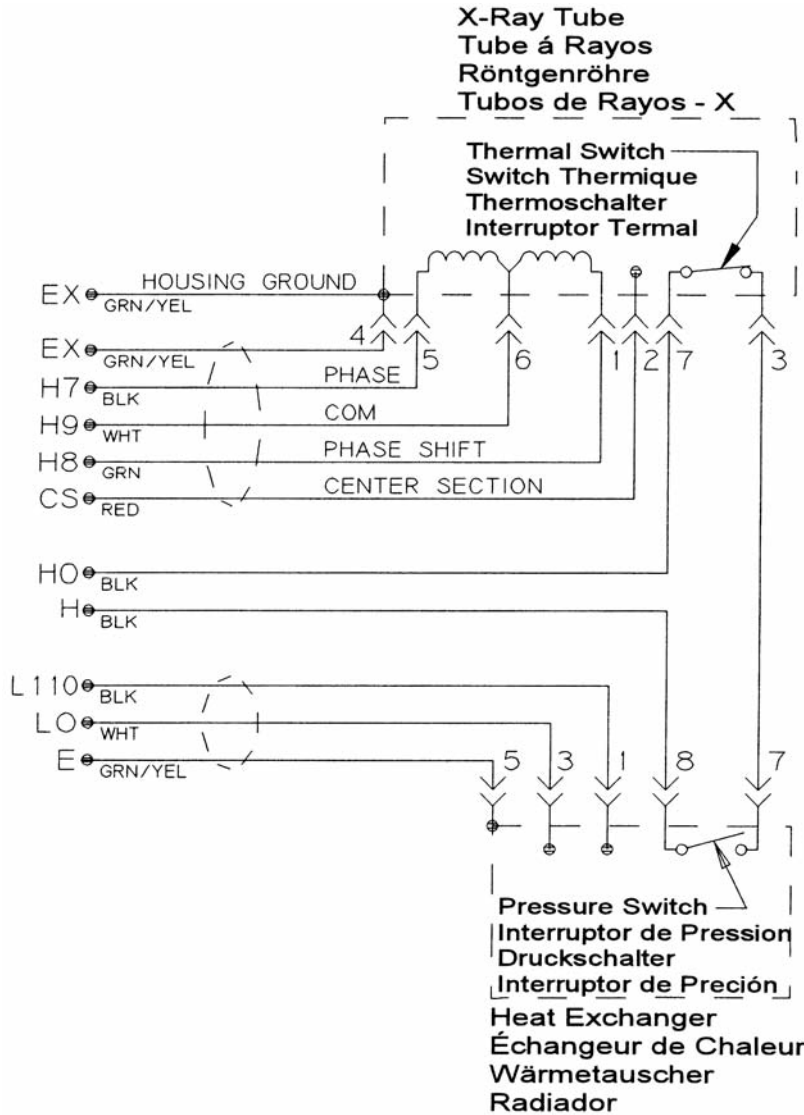 X-Ray Tube
Tube á Rayos
Röntgenröhre
Tubos de Rayos - X
Thermal Switch
Switch Thermique
Thermoschalter
Interruptor Termal
EX HOUSING GROUND
GRN/YEL
EX GRN/YEL 4 5 6 1 2 7 3
H7 BLK PHASE
H9 WHT COM
H8 GRN PHASE SHIFT
CS RED CENTER SECTION
HO BLK
H BLK
L110 BLK
LO WHT
E GRN/YEL 5 3 1 8 7
Pressure Switch
Interruptor de Pression
Druckschalter
Interruptor de Preción
Heat Exchanger
Échangeur de Chaleur
Wärmetauscher
Radiador